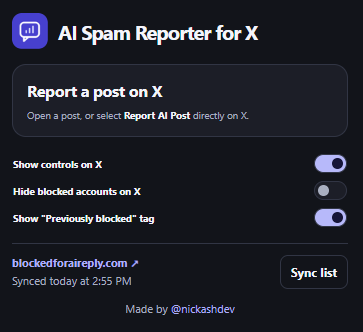 AI Spam Reporter for X
Report a post on X
Open a post, or select Report AI Post directly on X.
Show controls on X
Hide blocked accounts on X
Show "Previously blocked" tag
blockedforaireply.com ↗
Synced today at 2:55 PM
Sync list
Made by @nickashdev